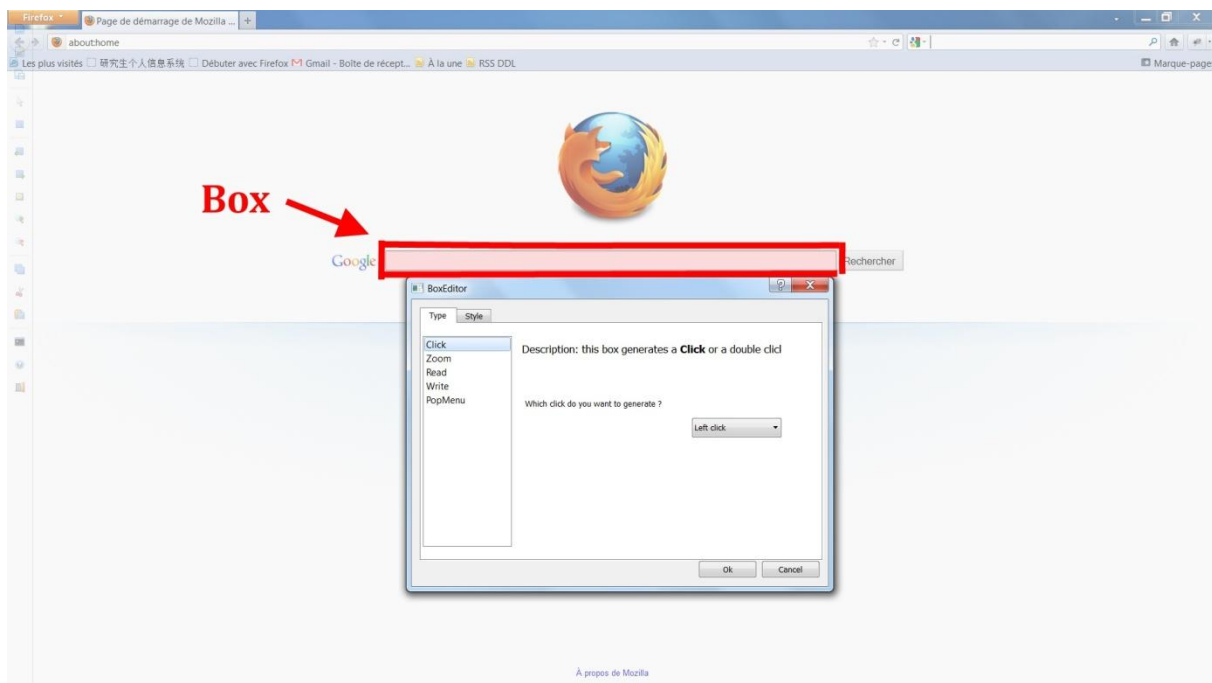 Firefox
Page de démarrage de Mozilla ...
about:home
Les plus visités 研究生个人信息系统 Débuter avec Firefox Gmail - Boîte de récept... À la une RSS DDL Marque-page
Box
Google Rechercher
BoxEditor
Type Style
Click Description: this box generates a Click or a double clicl
Zoom
Read
Write
PopMenu Which click do you want to generate ?
Left click
Ok Cancel
À propos de Mozilla